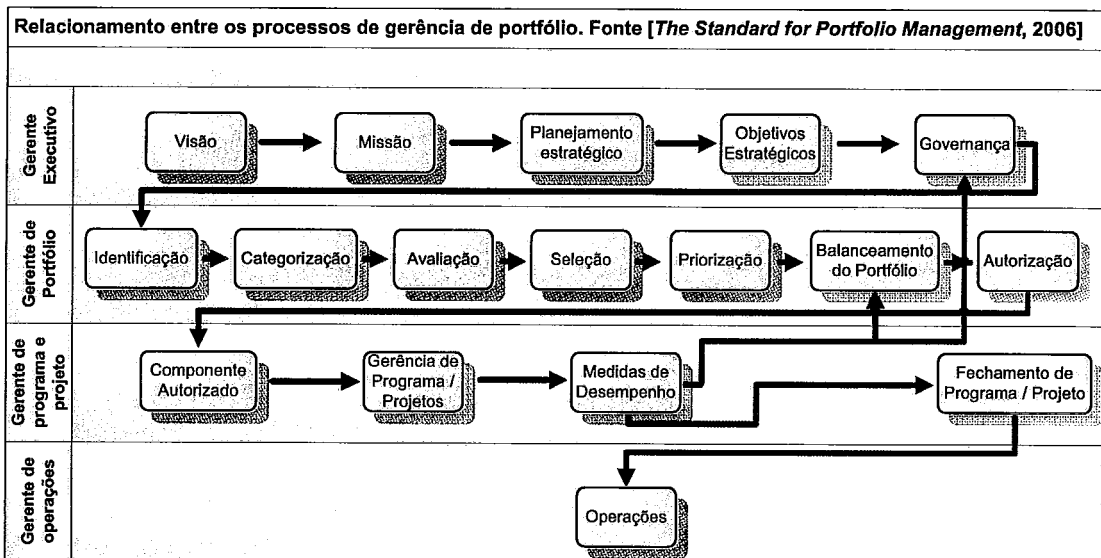 Relacionamento entre os processos de gerência de portfólio. Fonte [The Standard for Portfolio Management, 2006]
Gerente
Executivo
Visão
Missão
Planejamento
estratégico
Objetivos
Estratégicos
Governança
Gerente de
Portfólio
Identificação
Categorização
Avaliação
Seleção
Priorização
Balanceamento
do Portfólio
Autorização
Gerente de
programa e
projeto
Componente
Autorizado
Gerência de
Programa /
Projetos
Medidas de
Desempenho
Fechamento de
Programa / Projeto
Gerente de
operações
Operações